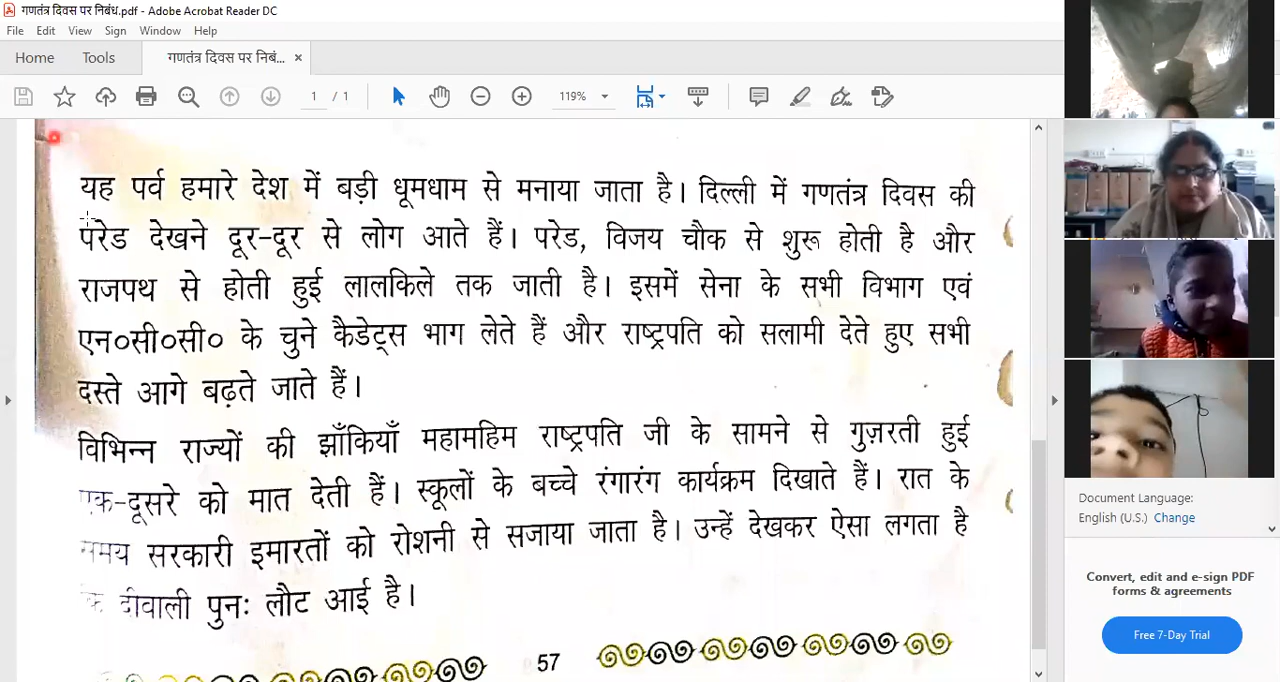 गणतंत्र दिवस पर निबंध.pdf - Adobe Acrobat Reader DC
File Edit View Sign Window Help
Home Tools गणतंत्र दिवस पर निबं... ×
1 / 1 119%
यह पर्व हमारे देश में बड़ी धूमधाम से मनाया जाता है। दिल्ली में गणतंत्र दिवस की
परेड देखने दूर-दूर से लोग आते हैं। परेड, विजय चौक से शुरू होती है और
राजपथ से होती हुई लालकिले तक जाती है। इसमें सेना के सभी विभाग एवं
एन०सी०सी० के चुने कैडेट्स भाग लेते हैं और राष्ट्रपति को सलामी देते हुए सभी
दस्ते आगे बढ़ते जाते हैं।
विभिन्न राज्यों की झाँकियाँ महामहिम राष्ट्रपति जी के सामने से गुज़रती हुई
एक-दूसरे को मात देती हैं। स्कूलों के बच्चे रंगारंग कार्यक्रम दिखाते हैं। रात के
समय सरकारी इमारतों को रोशनी से सजाया जाता है। उन्हें देखकर ऐसा लगता है
दीवाली पुनः लौट आई है।
57
Document Language:
English (U.S.) Change
Convert, edit and e-sign PDF
forms & agreements
Free 7-Day Trial